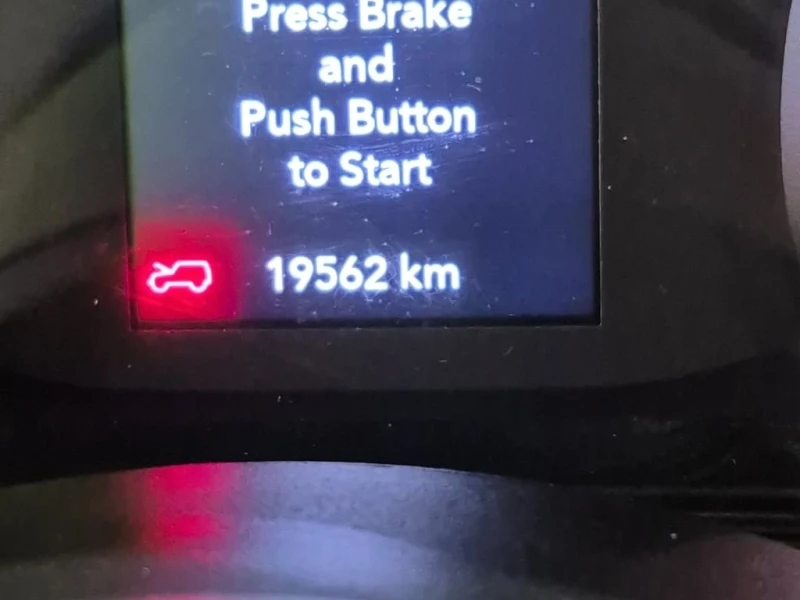 Press Brake
and
Push Button
to Start
19562 km